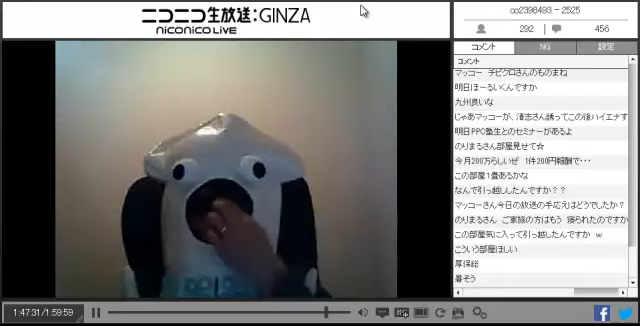 ニコニコ生放送:GINZA
niconico LIVE
co2398493 - 2525
292
456
コメント
NG
設定
コメント
マッコー チビクロさんのものまね
明日ほーるいくんですか
九州良いな
じゃあマッコーが、清志さん誘ってこの後ハイエナす
明日PPC塾生とのセミナーがあるよ
のりまるさん部屋見せて☆
今月200万らしいぜ 1件200円報酬で・・・
この部屋1畳あるかな
なんで引っ越ししたんですか??
マッコーさん今日の放送の手応えはどうでしたか?
のりまるさん ご家族の方はもう 寝られたのですか
この部屋気に入って引っ越したんですか w
こういう部屋ほしい
厚保総
着そう
1:47:31/1:59:59